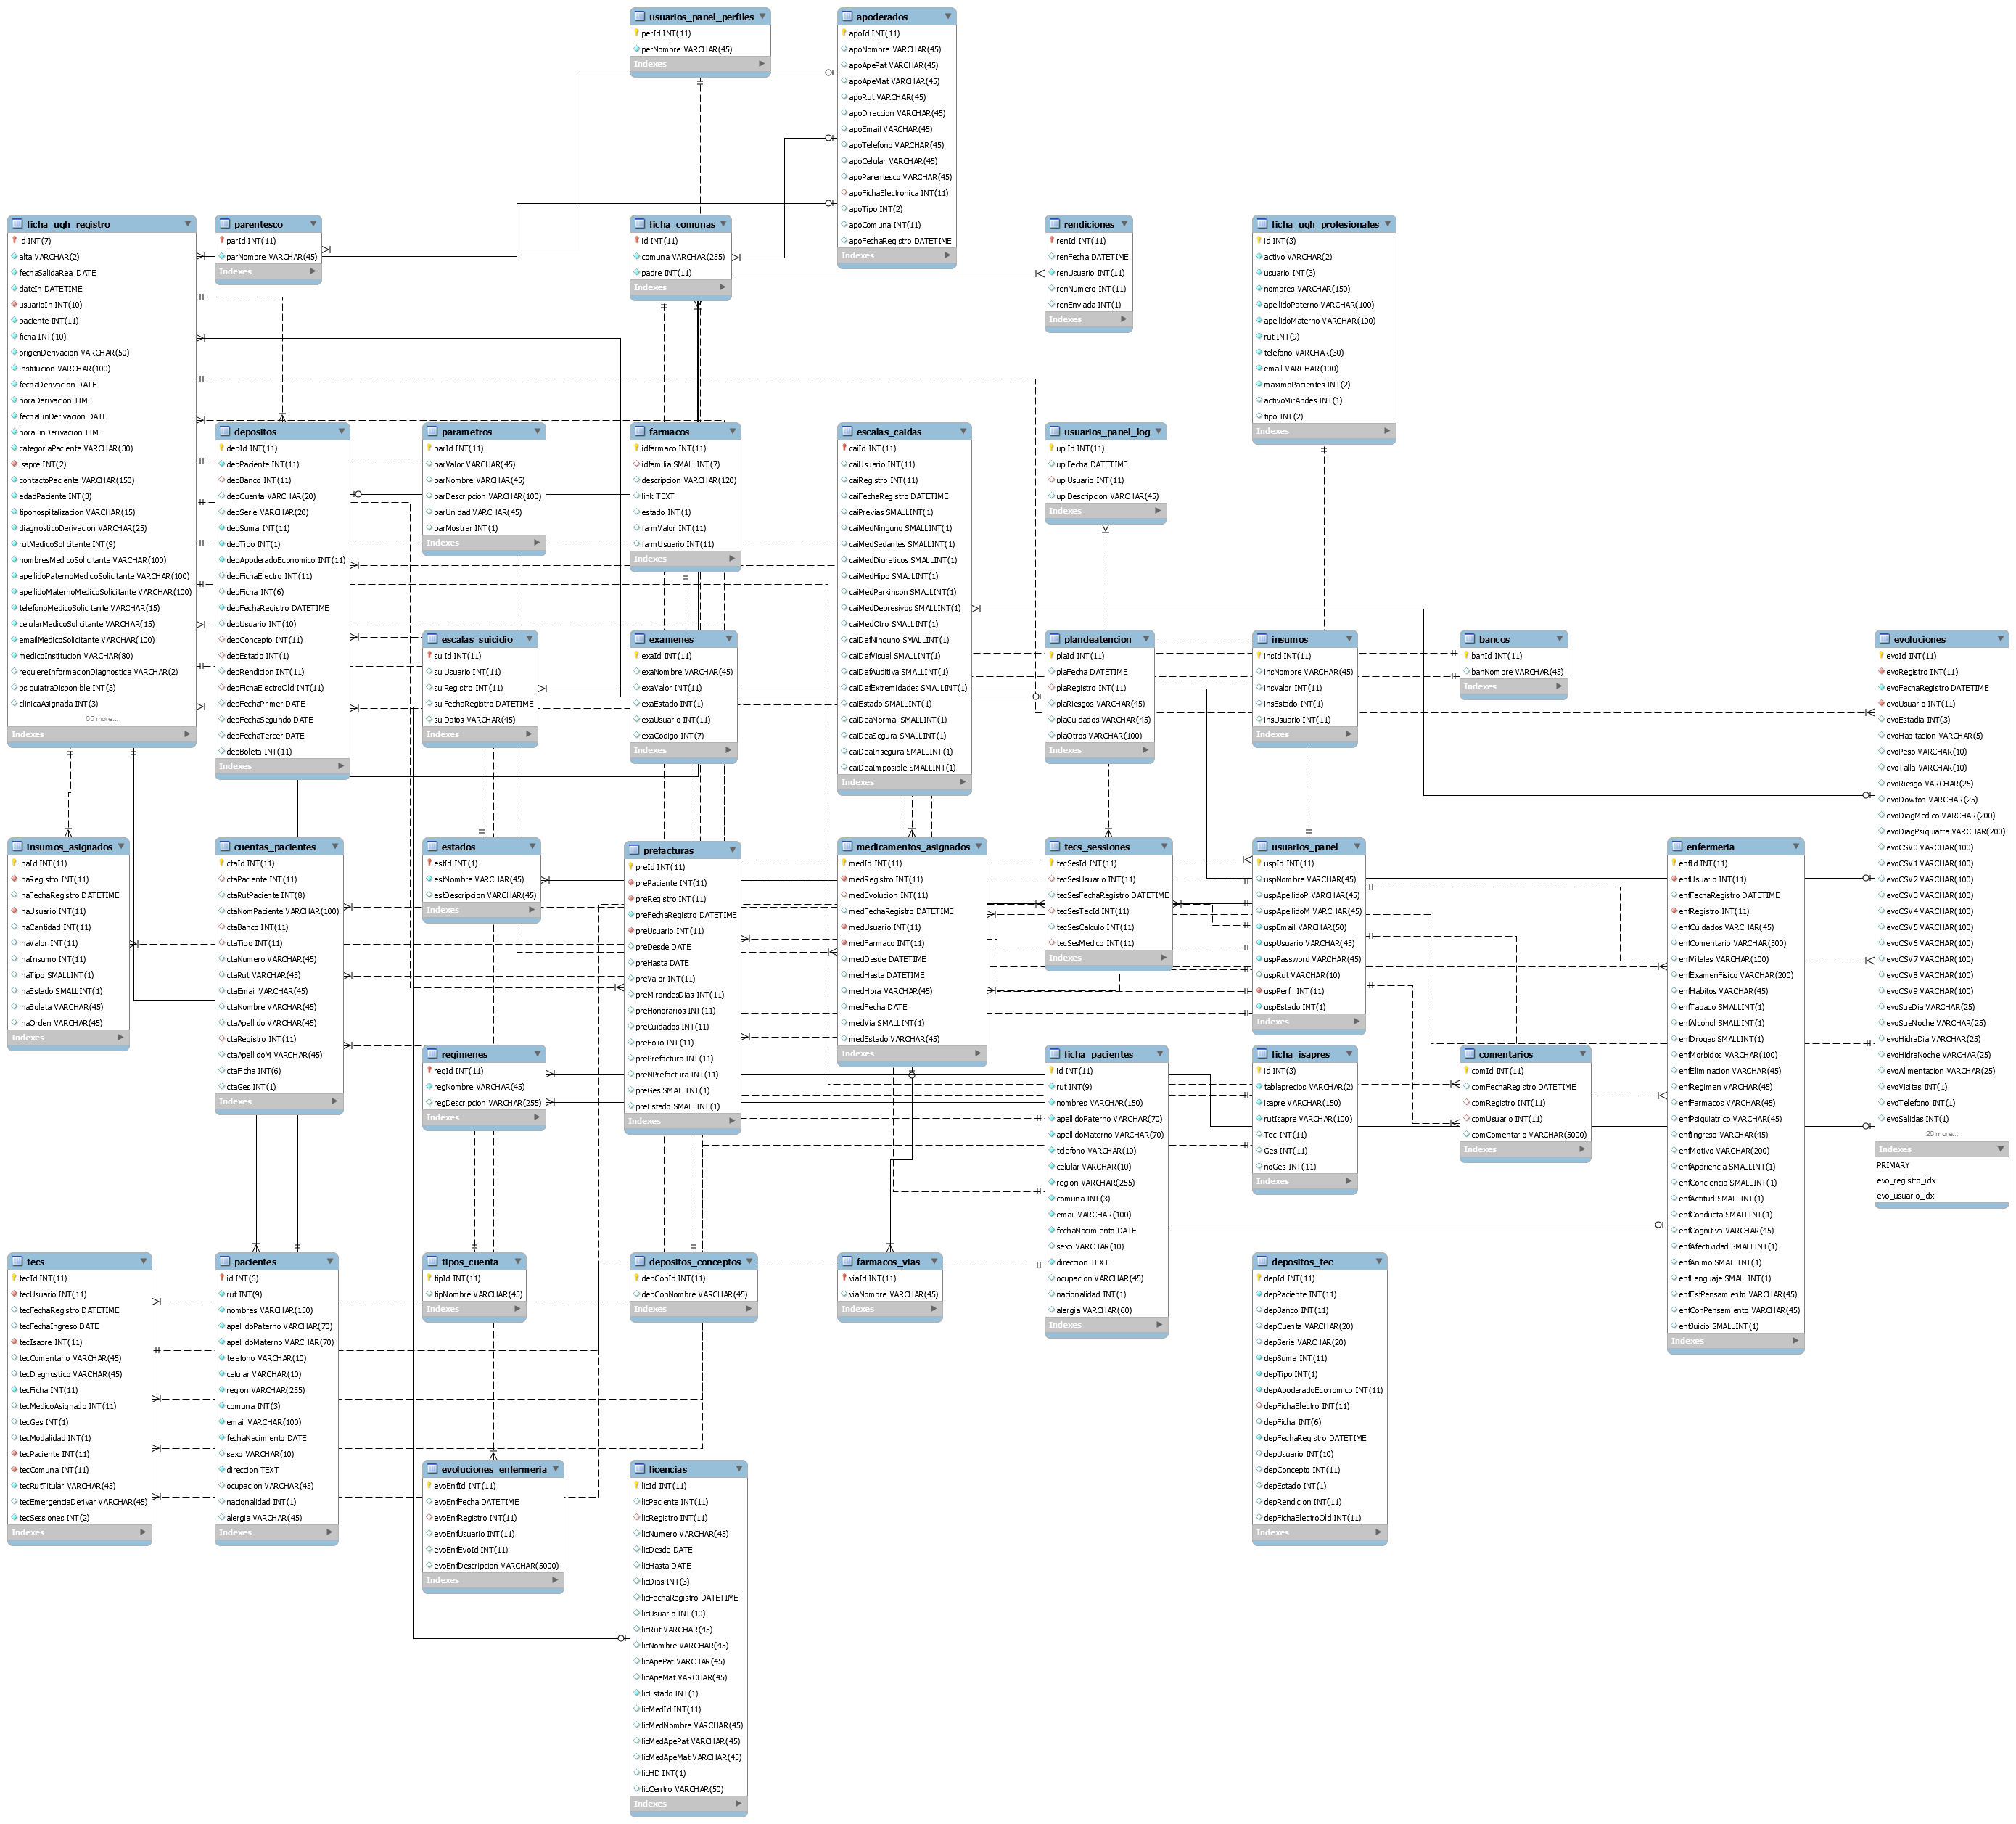 usuarios_panel_perfiles
perId INT(11)
perNombre VARCHAR(45)
Indexes
apoderados
apoId INT(11)
apoNombre VARCHAR(45)
apoApePat VARCHAR(45)
apoApeMat VARCHAR(45)
apoRut VARCHAR(45)
apoDireccion VARCHAR(45)
apoEmail VARCHAR(45)
apoTelefono VARCHAR(45)
apoCelular VARCHAR(45)
apoParentesco VARCHAR(45)
apoFichaElectronica INT(11)
apoTipo INT(2)
apoComuna INT(11)
apoFechaRegistro DATETIME
Indexes
ficha_ugh_registro
id INT(7)
alta VARCHAR(2)
fechaSalidaReal DATE
dateIn DATETIME
usuarioIn INT(10)
paciente INT(11)
ficha INT(10)
origenDerivacion VARCHAR(50)
institucion VARCHAR(100)
fechaDerivacion DATE
horaDerivacion TIME
fechaFinDerivacion DATE
horaFinDerivacion TIME
categoriaPaciente VARCHAR(30)
isapre INT(2)
contactoPaciente VARCHAR(150)
edadPaciente INT(3)
tipohospitalizacion VARCHAR(15)
diagnosticoDerivacion VARCHAR(25)
rutMedicoSolicitante INT(9)
nombresMedicoSolicitante VARCHAR(100)
apellidoPaternoMedicoSolicitante VARCHAR(100)
apellidoMaternoMedicoSolicitante VARCHAR(100)
telefonoMedicoSolicitante VARCHAR(15)
celularMedicoSolicitante VARCHAR(15)
emailMedicoSolicitante VARCHAR(100)
medicoInstitucion VARCHAR(80)
requiereInformacionDiagnostica VARCHAR(2)
psiquiatraDisponible INT(3)
clinicaAsignada INT(3)
65 more...
Indexes
parentesco
parId INT(11)
parNombre VARCHAR(45)
Indexes
ficha_comunas
id INT(11)
comuna VARCHAR(255)
padre INT(11)
Indexes
rendiciones
renId INT(11)
renFecha DATETIME
renUsuario INT(11)
renNumero INT(11)
renEnviada INT(1)
Indexes
ficha_ugh_profesionales
id INT(3)
activo VARCHAR(2)
usuario INT(3)
nombres VARCHAR(150)
apellidoPaterno VARCHAR(100)
apellidoMaterno VARCHAR(100)
rut INT(9)
telefono VARCHAR(30)
email VARCHAR(100)
maximoPacientes INT(2)
activoMirAndes INT(1)
tipo INT(2)
Indexes
depositos
depId INT(11)
depPaciente INT(11)
depBanco INT(11)
depCuenta VARCHAR(20)
depSerie VARCHAR(20)
depSuma INT(11)
depTipo INT(1)
depApoderadoEconomico INT(11)
depFichaElectro INT(11)
depFicha INT(6)
depFechaRegistro DATETIME
depUsuario INT(10)
depConcepto INT(11)
depEstado INT(1)
depRendicion INT(11)
depFichaElectroOld INT(11)
depFechaPrimer DATE
depFechaSegundo DATE
depFechaTercer DATE
depBoleta INT(11)
Indexes
parametros
parId INT(11)
parValor VARCHAR(45)
parNombre VARCHAR(45)
parDescripcion VARCHAR(100)
parUnidad VARCHAR(45)
parMostrar INT(1)
Indexes
farmacos
idfarmaco INT(11)
idfamilia SMALLINT(7)
descripcion VARCHAR(120)
link TEXT
estado INT(1)
farmValor INT(11)
farmUsuario INT(11)
Indexes
escalas_caidas
caiId INT(11)
caiUsuario INT(11)
caiRegistro INT(11)
caiFechaRegistro DATETIME
caiPrevias SMALLINT(1)
caiMedNinguno SMALLINT(1)
caiMedSedantes SMALLINT(1)
caiMedDiureticos SMALLINT(1)
caiMedHipo SMALLINT(1)
caiMedParkinson SMALLINT(1)
caiMedDepresivos SMALLINT(1)
caiMedOtro SMALLINT(1)
caiDefNinguno SMALLINT(1)
caiDefVisual SMALLINT(1)
caiDefAuditiva SMALLINT(1)
caiDefExtremidades SMALLINT(1)
caiEstado SMALLINT(1)
caiDeaNormal SMALLINT(1)
caiDeaSegura SMALLINT(1)
caiDeaInsegura SMALLINT(1)
caiDeaImposible SMALLINT(1)
Indexes
usuarios_panel_log
uplId INT(11)
uplFecha DATETIME
uplUsuario INT(11)
uplDescripcion VARCHAR(45)
Indexes
escalas_suicidio
suiId INT(11)
suiUsuario INT(11)
suiRegistro INT(11)
suiFechaRegistro DATETIME
suiDatos VARCHAR(45)
Indexes
examenes
exaId INT(11)
exaNombre VARCHAR(45)
exaValor INT(11)
exaEstado INT(1)
exaUsuario INT(11)
exaCodigo INT(7)
Indexes
plandeatencion
plaId INT(11)
plaFecha DATETIME
plaRegistro INT(11)
plaRiesgos VARCHAR(45)
plaCuidados VARCHAR(45)
plaOtros VARCHAR(100)
Indexes
insumos
insId INT(11)
insNombre VARCHAR(45)
insValor INT(11)
insEstado INT(1)
insUsuario INT(11)
Indexes
bancos
banId INT(11)
banNombre VARCHAR(45)
Indexes
evoluciones
evoId INT(11)
evoRegistro INT(11)
evoFechaRegistro DATETIME
evoUsuario INT(11)
evoEstadia INT(3)
evoHabitacion VARCHAR(5)
evoPeso VARCHAR(10)
evoTalla VARCHAR(10)
evoRiesgo VARCHAR(25)
evoDowton VARCHAR(25)
evoDiagMedico VARCHAR(200)
evoDiagPsiquiatra VARCHAR(200)
evoCSV0 VARCHAR(100)
evoCSV1 VARCHAR(100)
evoCSV2 VARCHAR(100)
evoCSV3 VARCHAR(100)
evoCSV4 VARCHAR(100)
evoCSV5 VARCHAR(100)
evoCSV6 VARCHAR(100)
evoCSV7 VARCHAR(100)
evoCSV8 VARCHAR(100)
evoCSV9 VARCHAR(100)
evoSueDia VARCHAR(25)
evoSueNoche VARCHAR(25)
evoHidraDia VARCHAR(25)
evoHidraNoche VARCHAR(25)
evoAlimentacion VARCHAR(25)
evoVisitas INT(1)
evoTelefono INT(1)
evoSalidas INT(1)
26 more...
Indexes
PRIMARY
evo_registro_idx
evo_usuario_idx
insumos_asignados
inaId INT(11)
inaRegistro INT(11)
inaFechaRegistro DATETIME
inaUsuario INT(11)
inaCantidad INT(11)
inaValor INT(11)
inaInsumo INT(11)
inaTipo SMALLINT(1)
inaEstado SMALLINT(1)
inaBoleta VARCHAR(45)
inaOrden VARCHAR(45)
Indexes
cuentas_pacientes
ctaId INT(11)
ctaPaciente INT(11)
ctaRutPaciente INT(8)
ctaNomPaciente VARCHAR(100)
ctaBanco INT(11)
ctaTipo INT(11)
ctaNumero VARCHAR(45)
ctaRut VARCHAR(45)
ctaEmail VARCHAR(45)
ctaNombre VARCHAR(45)
ctaApellido VARCHAR(45)
ctaRegistro INT(11)
ctaApellidoM VARCHAR(45)
ctaFicha INT(6)
ctaGes INT(1)
Indexes
estados
estId INT(1)
estNombre VARCHAR(45)
estDescripcion VARCHAR(45)
Indexes
prefacturas
preId INT(11)
prePaciente INT(11)
preRegistro INT(11)
preFechaRegistro DATETIME
preUsuario INT(11)
preDesde DATE
preHasta DATE
preValor INT(11)
preMirandesDias INT(11)
preHonorarios INT(11)
preCuidados INT(11)
preFolio INT(11)
prePrefactura INT(11)
preNPrefactura INT(11)
preGes SMALLINT(1)
preEstado SMALLINT(1)
Indexes
medicamentos_asignados
medId INT(11)
medRegistro INT(11)
medEvolucion INT(11)
medFechaRegistro DATETIME
medUsuario INT(11)
medFarmaco INT(11)
medDesde DATETIME
medHasta DATETIME
medHora VARCHAR(45)
medFecha DATE
medVia SMALLINT(1)
medEstado VARCHAR(45)
Indexes
tecs_sessiones
tecSesId INT(11)
tecSesUsuario INT(11)
tecSesFechaRegistro DATETIME
tecSesTecId INT(11)
tecSesCalculo INT(11)
tecSesMedico INT(11)
Indexes
usuarios_panel
uspId INT(11)
uspNombre VARCHAR(45)
uspApellidoP VARCHAR(45)
uspApellidoM VARCHAR(45)
uspEmail VARCHAR(50)
uspUsuario VARCHAR(45)
uspPassword VARCHAR(45)
uspRut VARCHAR(10)
uspPerfil INT(11)
uspEstado INT(1)
Indexes
enfermeria
enfId INT(11)
enfUsuario INT(11)
enfFechaRegistro DATETIME
enfRegistro INT(11)
enfCuidados VARCHAR(45)
enfComentario VARCHAR(500)
enfVitales VARCHAR(100)
enfExamenFisico VARCHAR(200)
enfHabitos VARCHAR(45)
enfTabaco SMALLINT(1)
enfAlcohol SMALLINT(1)
enfDrogas SMALLINT(1)
enfMorbidos VARCHAR(100)
enfEliminacion VARCHAR(45)
enfRegimen VARCHAR(45)
enfFarmacos VARCHAR(45)
enfPsiquiatrico VARCHAR(45)
enfIngreso VARCHAR(45)
enfMotivo VARCHAR(200)
enfApariencia SMALLINT(1)
enfConciencia SMALLINT(1)
enfActitud SMALLINT(1)
enfConducta SMALLINT(1)
enfCognitiva VARCHAR(45)
enfAfectividad SMALLINT(1)
enfAnimo SMALLINT(1)
enfLenguaje SMALLINT(1)
enfEstPensamiento VARCHAR(45)
enfConPensamiento VARCHAR(45)
enfJuicio SMALLINT(1)
Indexes
regimenes
regId INT(11)
regNombre VARCHAR(45)
regDescripcion VARCHAR(255)
Indexes
ficha_pacientes
id INT(11)
rut INT(9)
nombres VARCHAR(150)
apellidoPaterno VARCHAR(70)
apellidoMaterno VARCHAR(70)
telefono VARCHAR(10)
celular VARCHAR(10)
region VARCHAR(255)
comuna INT(3)
email VARCHAR(100)
fechaNacimiento DATE
sexo VARCHAR(10)
direccion TEXT
ocupacion VARCHAR(45)
nacionalidad INT(1)
alergia VARCHAR(60)
Indexes
ficha_isapres
id INT(3)
tablaprecios VARCHAR(2)
isapre VARCHAR(150)
rutIsapre VARCHAR(100)
Tec INT(11)
Ges INT(11)
noGes INT(11)
Indexes
comentarios
comId INT(11)
comFechaRegistro DATETIME
comRegistro INT(11)
comUsuario INT(11)
comComentario VARCHAR(5000)
Indexes
tecs
tecId INT(11)
tecUsuario INT(11)
tecFechaRegistro DATETIME
tecFechaIngreso DATE
tecIsapre INT(11)
tecComentario VARCHAR(45)
tecDiagnostico VARCHAR(45)
tecFicha INT(11)
tecMedicoAsignado INT(11)
tecGes INT(1)
tecModalidad INT(1)
tecPaciente INT(11)
tecComuna INT(11)
tecRutTitular VARCHAR(45)
tecEmergenciaDerivar VARCHAR(45)
tecSessiones INT(2)
Indexes
pacientes
id INT(6)
rut INT(9)
nombres VARCHAR(150)
apellidoPaterno VARCHAR(70)
apellidoMaterno VARCHAR(70)
telefono VARCHAR(10)
celular VARCHAR(10)
region VARCHAR(255)
comuna INT(3)
email VARCHAR(100)
fechaNacimiento DATE
sexo VARCHAR(10)
direccion TEXT
ocupacion VARCHAR(45)
nacionalidad INT(1)
alergia VARCHAR(45)
Indexes
tipos_cuenta
tipId INT(11)
tipNombre VARCHAR(45)
Indexes
depositos_conceptos
depConId INT(11)
depConNombre VARCHAR(45)
Indexes
farmacos_vias
viaId INT(11)
viaNombre VARCHAR(45)
Indexes
depositos_tec
depId INT(11)
depPaciente INT(11)
depBanco INT(11)
depCuenta VARCHAR(20)
depSerie VARCHAR(20)
depSuma INT(11)
depTipo INT(1)
depApoderadoEconomico INT(11)
depFichaElectro INT(11)
depFicha INT(6)
depFechaRegistro DATETIME
depUsuario INT(10)
depConcepto INT(11)
depEstado INT(1)
depRendicion INT(11)
depFichaElectroOld INT(11)
Indexes
evoluciones_enfermeria
evoEnfId INT(11)
evoEnfFecha DATETIME
evoEnfRegistro INT(11)
evoEnfUsuario INT(11)
evoEnfEvoId INT(11)
evoEnfDescripcion VARCHAR(5000)
Indexes
licencias
licId INT(11)
licPaciente INT(11)
licRegistro INT(11)
licNumero VARCHAR(45)
licDesde DATE
licHasta DATE
licDias INT(3)
licFechaRegistro DATETIME
licUsuario INT(10)
licRut VARCHAR(45)
licNombre VARCHAR(45)
licApePat VARCHAR(45)
licApeMat VARCHAR(45)
licEstado INT(1)
licMedId INT(11)
licMedNombre VARCHAR(45)
licMedApePat VARCHAR(45)
licMedApeMat VARCHAR(45)
licHD INT(1)
licCentro VARCHAR(50)
Indexes